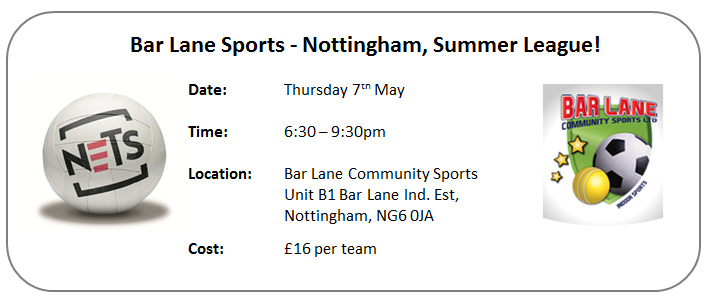 Bar Lane Sports - Nottingham, Summer League!
Date: Thursday 7th May
Time: 6:30 – 9:30pm
Location: Bar Lane Community Sports
Unit B1 Bar Lane Ind. Est,
Nottingham, NG6 0JA
Cost: £16 per team
NETS
BAR LANE
COMMUNITY SPORTS LTD
INDOOR SPORTS